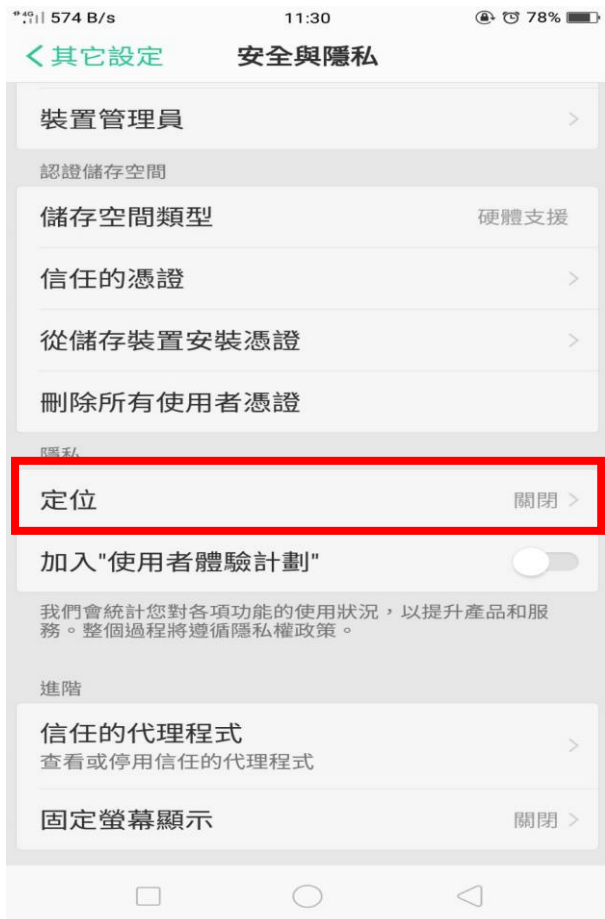 4G 574 B/s 11:30 78%
其它設定 安全與隱私
裝置管理員
認證儲存空間
儲存空間類型 硬體支援
信任的憑證
從儲存裝置安裝憑證
刪除所有使用者憑證
隱私
定位 關閉
加入"使用者體驗計劃"
我們會統計您對各項功能的使用狀況，以提升產品和服
務。整個過程將遵循隱私權政策。
進階
信任的代理程式
查看或停用信任的代理程式
固定螢幕顯示 關閉